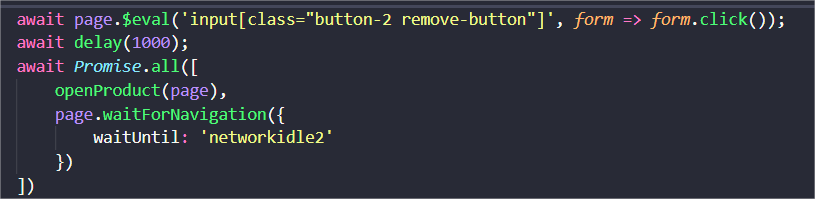 await page.$eval('input[class="button-2 remove-button"]', form => form.click());
await delay(1000);
await Promise.all([
    openProduct(page),
    page.waitForNavigation({
        waitUntil: 'networkidle2'
    })
])